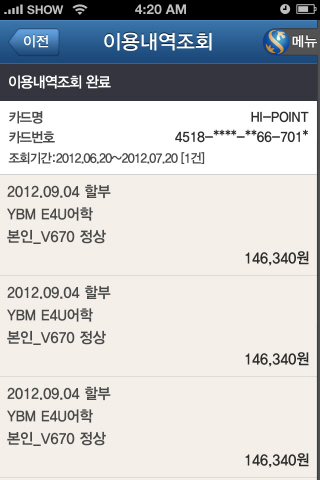 SHOW 4:20 AM
이전 이용내역조회 메뉴
이용내역조회 완료
카드명 HI-POINT
카드번호 4518-****-**66-701*
조회기간:2012.06.20~2012.07.20 [1건]
2012.09.04 할부
YBM E4U어학
본인_V670 정상
146,340원
2012.09.04 할부
YBM E4U어학
본인_V670 정상
146,340원
2012.09.04 할부
YBM E4U어학
본인_V670 정상
146,340원